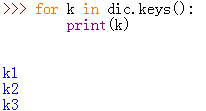 >>> for k in dic.keys():
        print(k)
k1
k2
k3